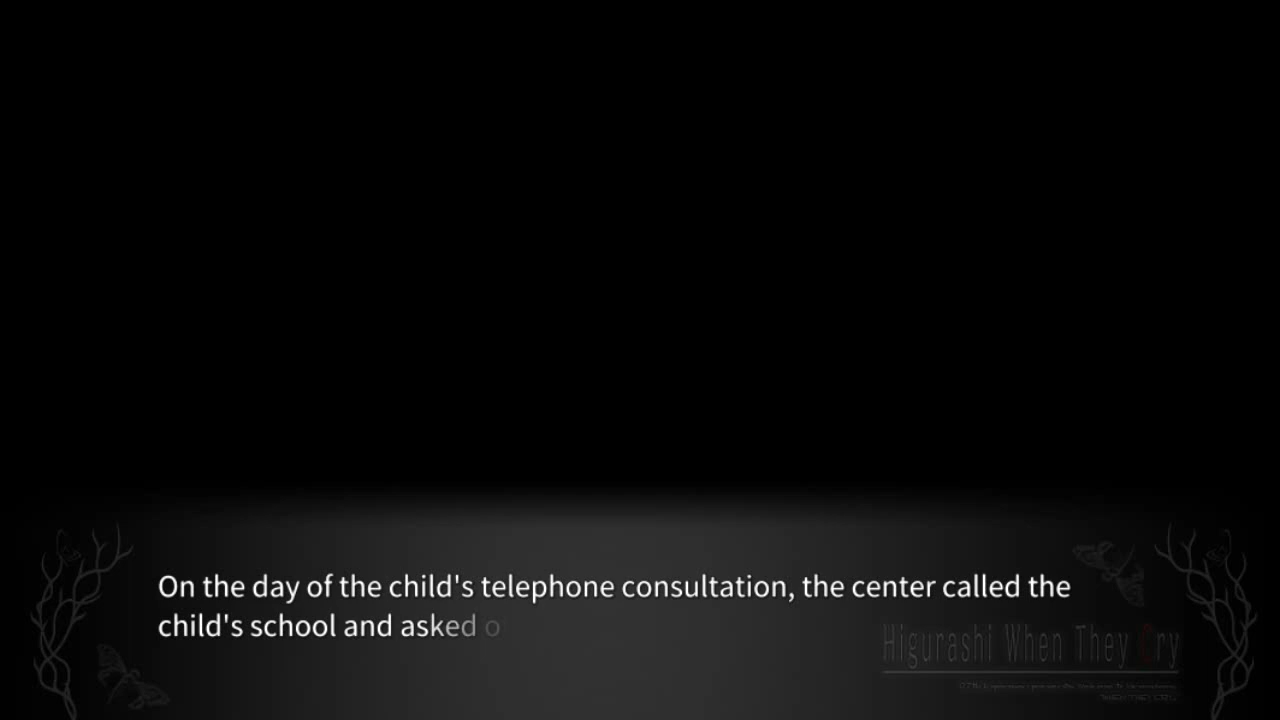 On the day of the child's telephone consultation, the center called the
child's school and asked o
Higurashi When They Cry